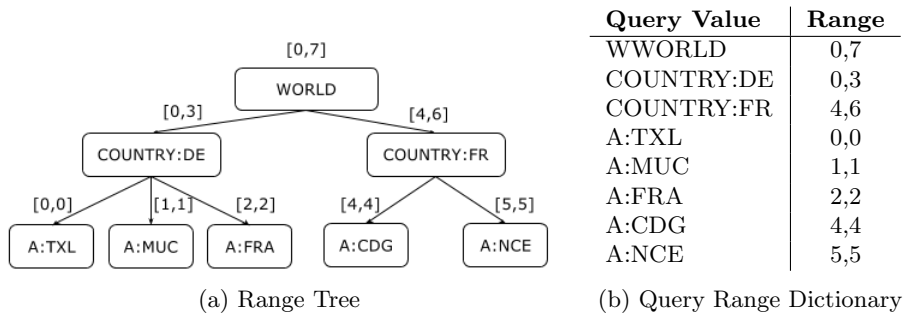 [0,7]
WORLD
[0,3]
[4,6]
COUNTRY:DE
COUNTRY:FR
[0,0]
[1,1]
[2,2]
[4,4]
[5,5]
A:TXL
A:MUC
A:FRA
A:CDG
A:NCE
(a) Range Tree
Query Value Range
WWORLD 0,7
COUNTRY:DE 0,3
COUNTRY:FR 4,6
A:TXL 0,0
A:MUC 1,1
A:FRA 2,2
A:CDG 4,4
A:NCE 5,5
(b) Query Range Dictionary